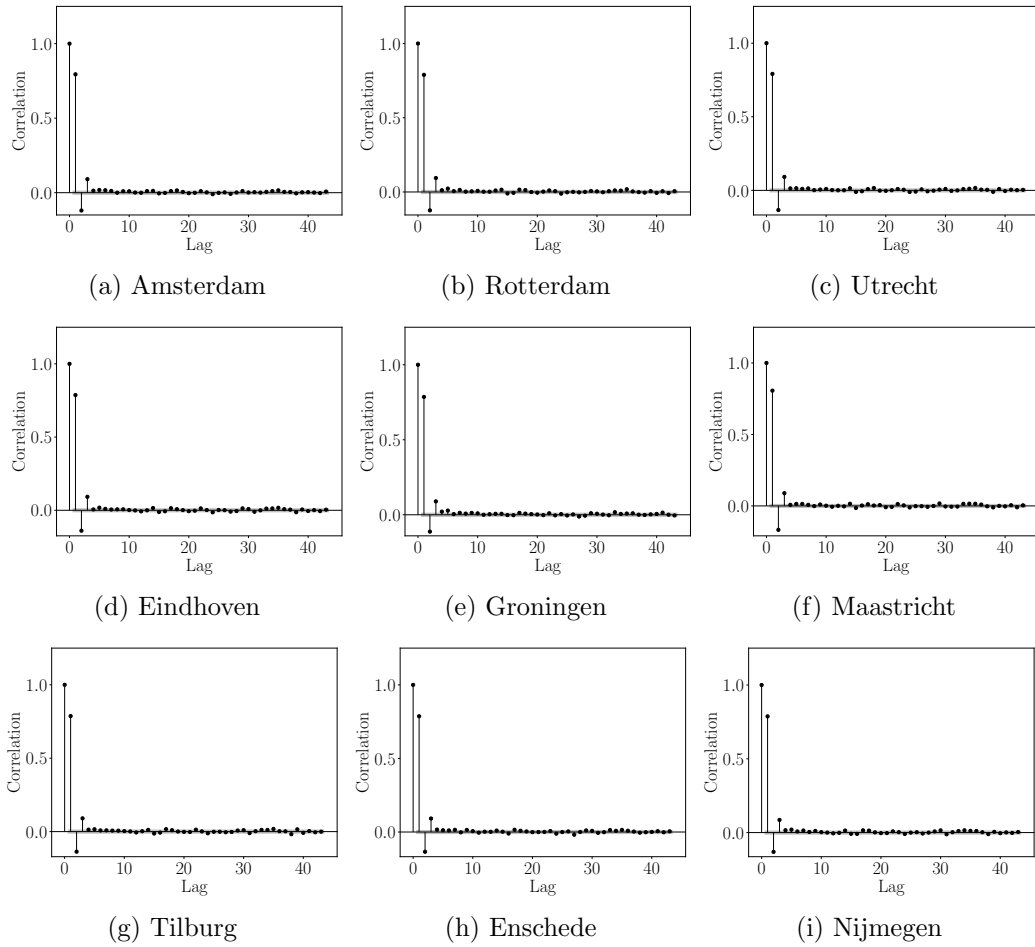 1.0
0.5
0.0
Correlation
0 10 20 30 40
Lag
(a) Amsterdam
1.0
0.5
0.0
Correlation
0 10 20 30 40
Lag
(b) Rotterdam
1.0
0.5
0.0
Correlation
0 10 20 30 40
Lag
(c) Utrecht
1.0
0.5
0.0
Correlation
0 10 20 30 40
Lag
(d) Eindhoven
1.0
0.5
0.0
Correlation
0 10 20 30 40
Lag
(e) Groningen
1.0
0.5
0.0
Correlation
0 10 20 30 40
Lag
(f) Maastricht
1.0
0.5
0.0
Correlation
0 10 20 30 40
Lag
(g) Tilburg
1.0
0.5
0.0
Correlation
0 10 20 30 40
Lag
(h) Enschede
1.0
0.5
0.0
Correlation
0 10 20 30 40
Lag
(i) Nijmegen